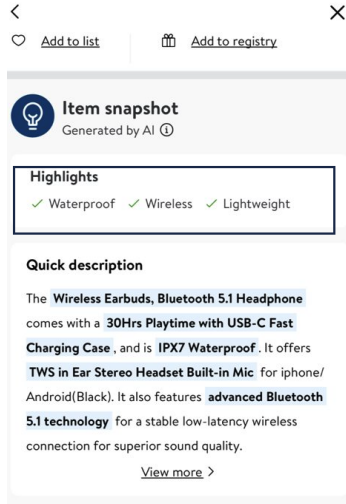 Add to list
Add to registry
Item snapshot
Generated by AI
Highlights
Waterproof Wireless Lightweight
Quick description
The Wireless Earbuds, Bluetooth 5.1 Headphone
comes with a 30Hrs Playtime with USB-C Fast
Charging Case, and is IPX7 Waterproof. It offers
TWS in Ear Stereo Headset Built-in Mic for iphone/
Android(Black). It also features advanced Bluetooth
5.1 technology for a stable low-latency wireless
connection for superior sound quality.
View more